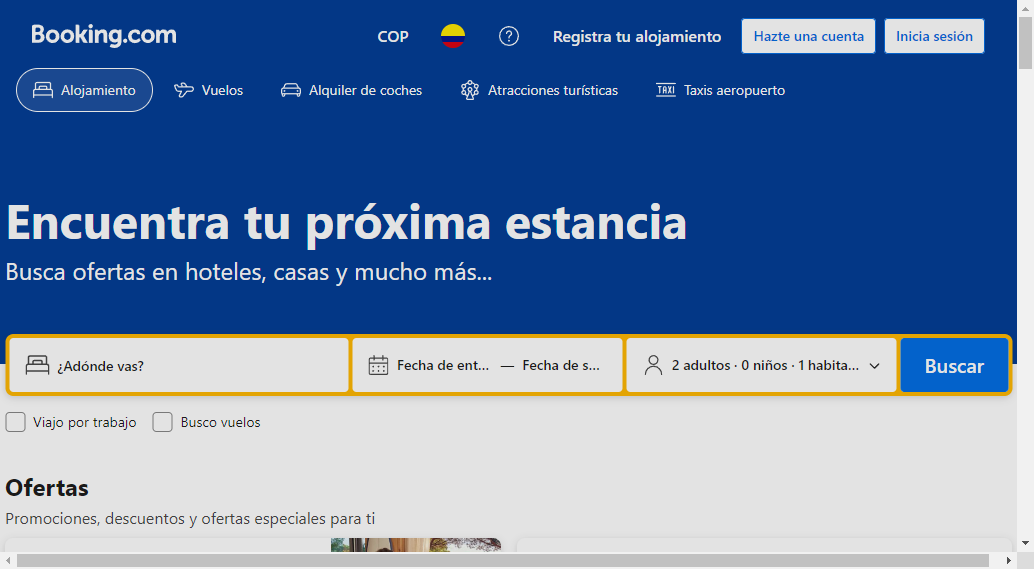 Booking.com COP Registra tu alojamiento Hazte una cuenta Inicia sesión
Alojamiento Vuelos Alquiler de coches Atracciones turísticas TAXI Taxis aeropuerto
Encuentra tu próxima estancia
Busca ofertas en hoteles, casas y mucho más...
¿Adónde vas? Fecha de ent... — Fecha de s... 2 adultos · 0 niños · 1 habita... Buscar
Viajo por trabajo Busco vuelos
Ofertas
Promociones, descuentos y ofertas especiales para ti